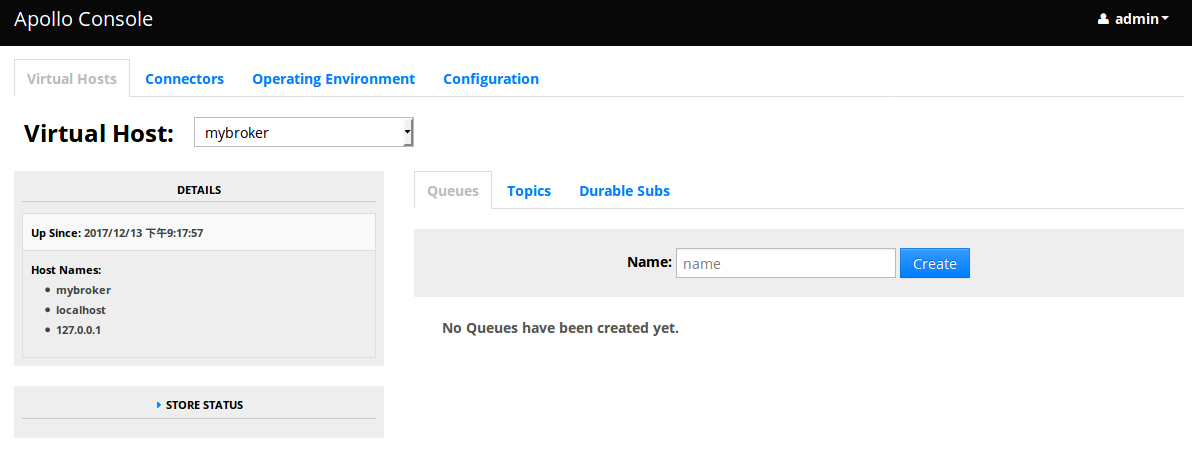 Apollo Console
admin
Virtual Hosts
Connectors
Operating Environment
Configuration
Virtual Host:
mybroker
DETAILS
Up Since: 2017/12/13 下午9:17:57
Host Names:
mybroker
localhost
127.0.0.1
STORE STATUS
Queues
Topics
Durable Subs
Name:
name
Create
No Queues have been created yet.